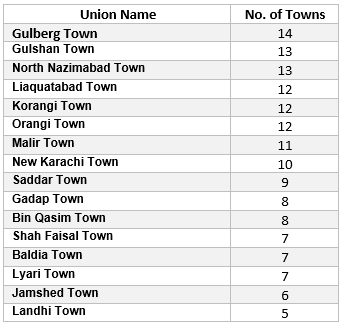 Union Name No. of Towns
Gulberg Town 14
Gulshan Town 13
North Nazimabad Town 13
Liaquatabad Town 12
Korangi Town 12
Orangi Town 12
Malir Town 11
New Karachi Town 10
Saddar Town 9
Gadap Town 8
Bin Qasim Town 8
Shah Faisal Town 7
Baldia Town 7
Lyari Town 7
Jamshed Town 6
Landhi Town 5